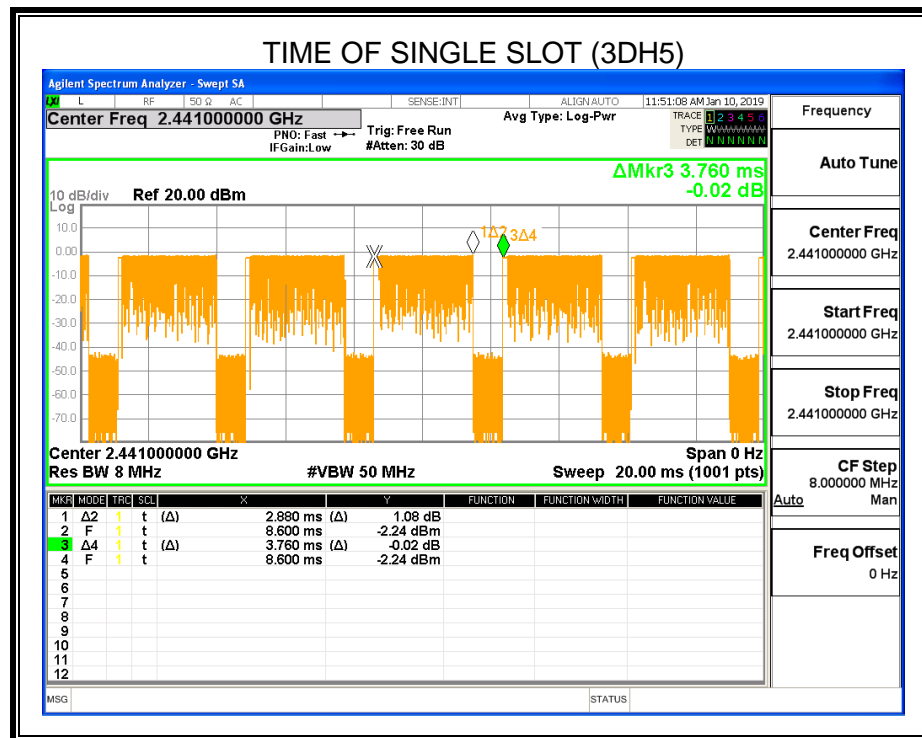 TIME OF SINGLE SLOT (3DH5)
Agilent Spectrum Analyzer - Swept SA
LXI L RF 50 Ω AC SENSE:INT ALIGN AUTO 11:51:08 AM Jan 10, 2019
Center Freq 2.441000000 GHz Avg Type: Log-Pwr TRACE 1 2 3 4 5 6
PNO: Fast Trig: Free Run TYPE WWWWWW
IFGain:Low #Atten: 30 dB DET N N N N N N
ΔMkr3 3.760 ms
-0.02 dB
10 dB/div Ref 20.00 dBm
Log
10.0
0.00
-10.0
-20.0
-30.0
-40.0
-50.0
-60.0
-70.0
1Δ2 3Δ4
Center 2.441000000 GHz Span 0 Hz
Res BW 8 MHz #VBW 50 MHz Sweep 20.00 ms (1001 pts)
MKR MODE TRC SCL X Y FUNCTION FUNCTION WIDTH FUNCTION VALUE
1 Δ2 1 t (Δ) 2.880 ms (Δ) 1.08 dB
2 F 1 t 8.600 ms -2.24 dBm
3 Δ4 1 t (Δ) 3.760 ms (Δ) -0.02 dB
4 F 1 t 8.600 ms -2.24 dBm
5
6
7
8
9
10
11
12
MSG STATUS
Frequency
Auto Tune
Center Freq
2.441000000 GHz
Start Freq
2.441000000 GHz
Stop Freq
2.441000000 GHz
CF Step
8.000000 MHz
Auto Man
Freq Offset
0 Hz